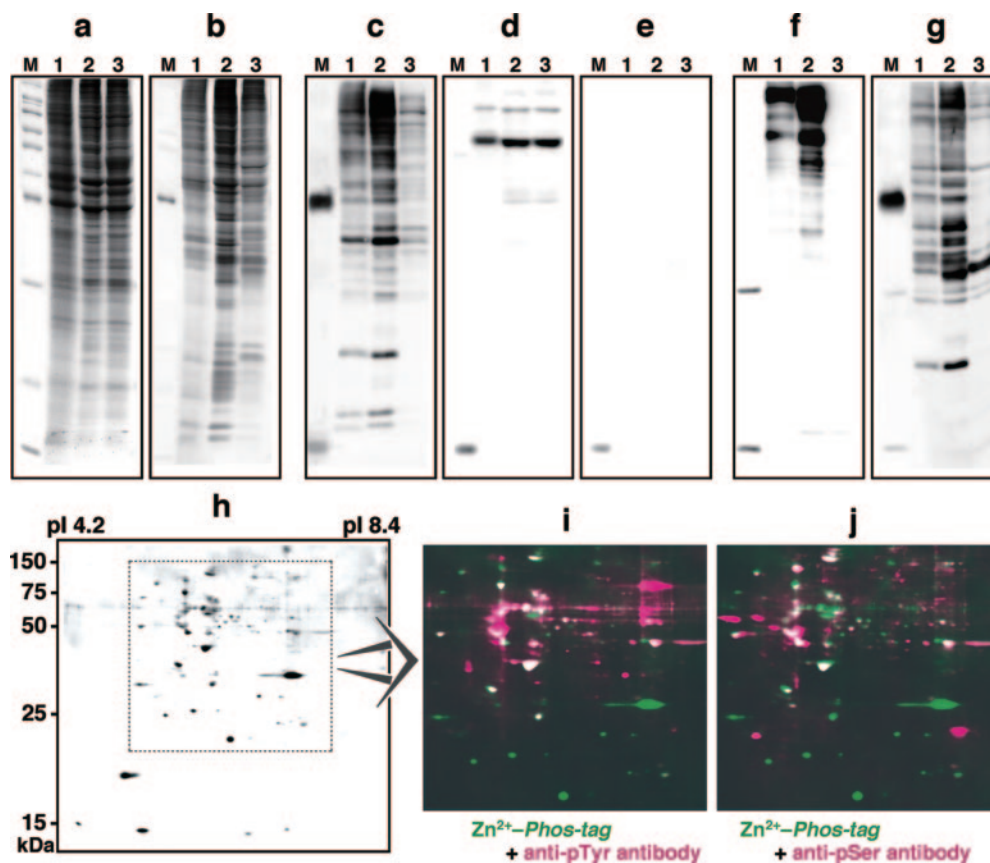 a b c d e f g
M 1 2 3 M 1 2 3 M 1 2 3 M 1 2 3 M 1 2 3 M 1 2 3 M 1 2 3
h i j
pI 4.2 pI 8.4
150
75
50
25
15
kDa
Zn²⁺–Phos-tag
+ anti-pTyr antibody
Zn²⁺–Phos-tag
+ anti-pSer antibody